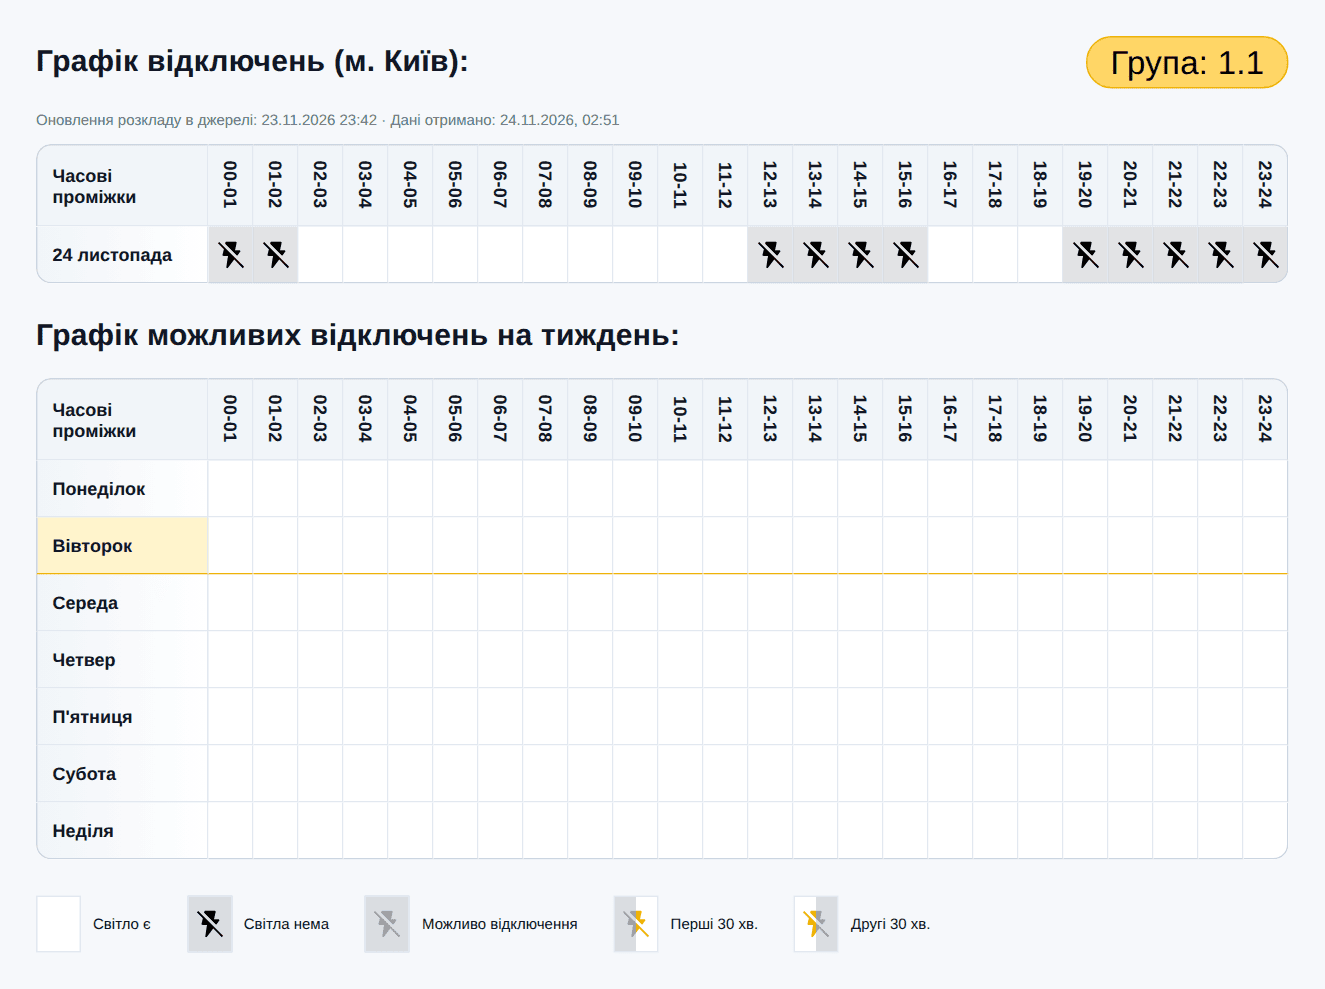 Графік відключень (м. Київ):
Група: 1.1
Оновлення розкладу в джерелі: 23.11.2026 23:42 · Дані отримано: 24.11.2026, 02:51
Часові проміжки 00-01 01-02 02-03 03-04 04-05 05-06 06-07 07-08 08-09 09-10 10-11 11-12 12-13 13-14 14-15 15-16 16-17 17-18 18-19 19-20 20-21 21-22 22-23 23-24
24 листопада
Графік можливих відключень на тиждень:
Часові проміжки 00-01 01-02 02-03 03-04 04-05 05-06 06-07 07-08 08-09 09-10 10-11 11-12 12-13 13-14 14-15 15-16 16-17 17-18 18-19 19-20 20-21 21-22 22-23 23-24
Понеділок
Вівторок
Середа
Четвер
П'ятниця
Субота
Неділя
Світло є Світла нема Можливо відключення Перші 30 хв. Другі 30 хв.